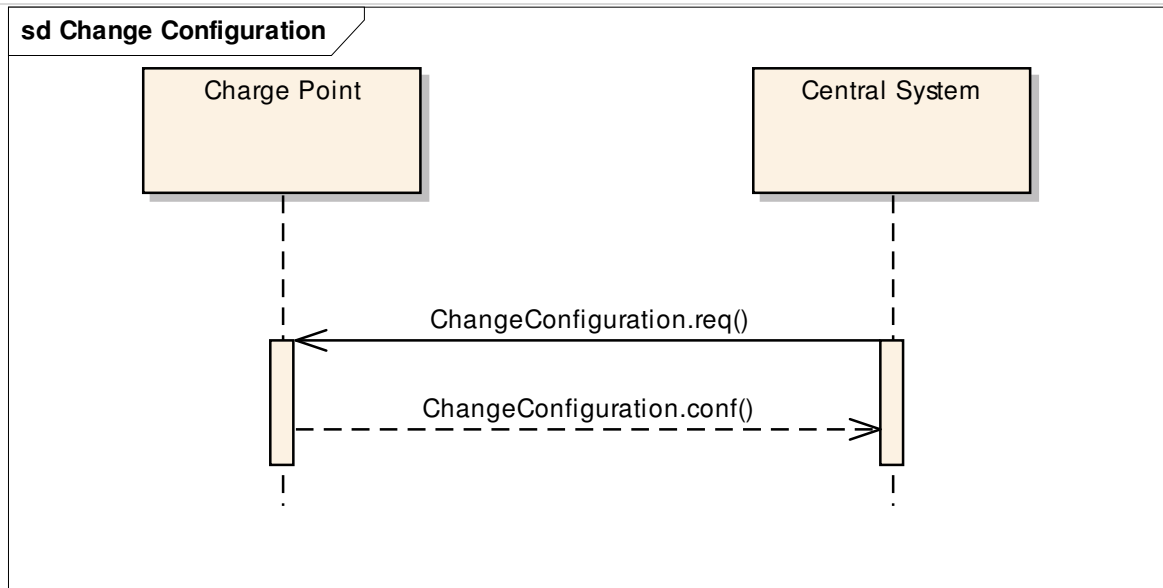 sd Change Configuration
Charge Point
Central System
ChangeConfiguration.req()
ChangeConfiguration.conf()